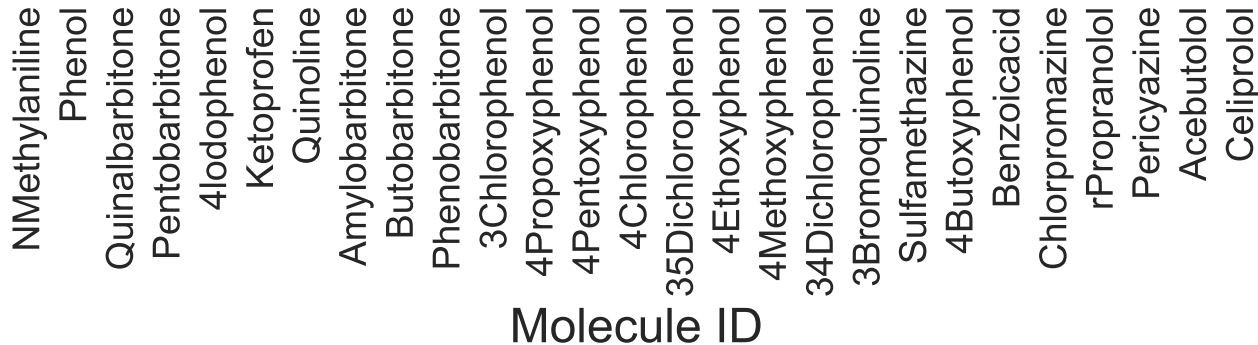 NMethylaniline
Phenol
Quinalbarbitone
Pentobarbitone
4Iodophenol
Ketoprofen
Quinoline
Amylobarbitone
Butobarbitone
Phenobarbitone
3Chlorophenol
4Propoxyphenol
4Pentoxyphenol
4Chlorophenol
35Dichlorophenol
4Ethoxyphenol
4Methoxyphenol
34Dichlorophenol
3Bromoquinoline
Sulfamethazine
4Butoxyphenol
Benzoicacid
Chlorpromazine
rPropranolol
Pericyazine
Acebutolol
Celiprolol
Molecule ID